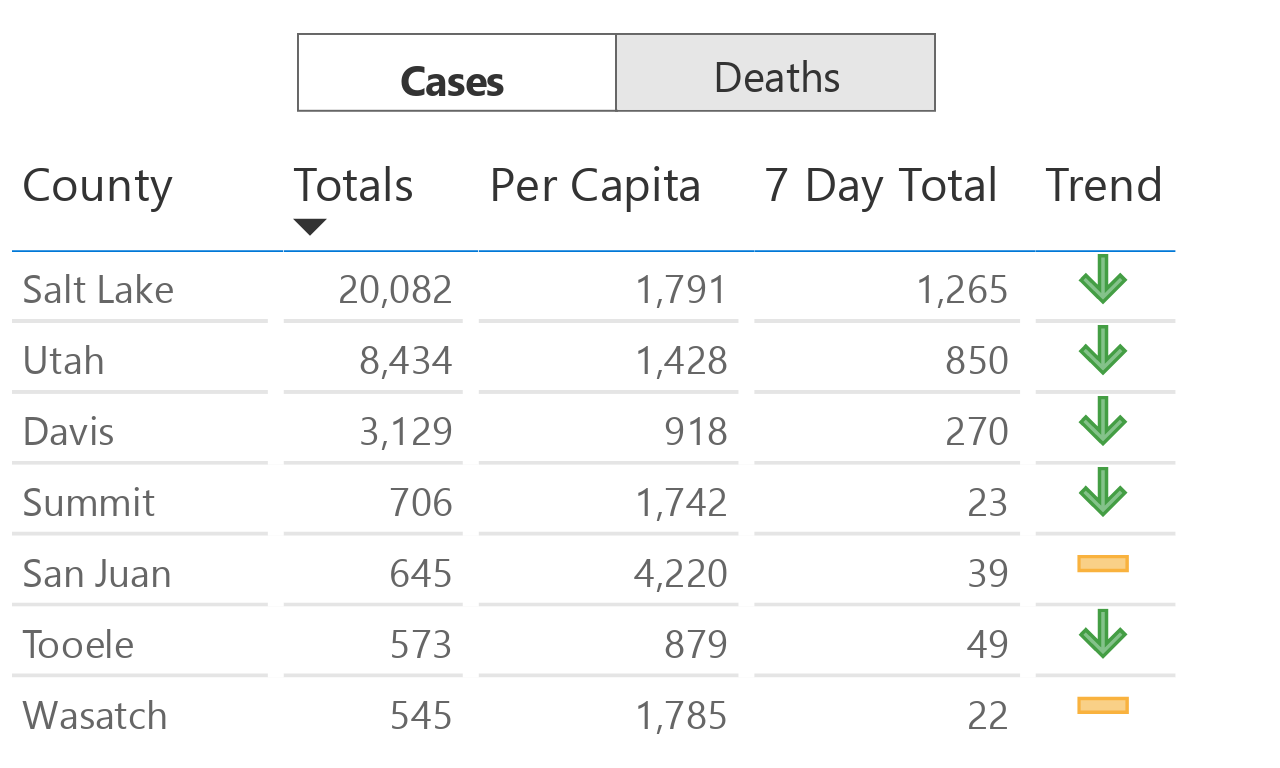 Cases Deaths
County Totals Per Capita 7 Day Total Trend
Salt Lake 20,082 1,791 1,265
Utah 8,434 1,428 850
Davis 3,129 918 270
Summit 706 1,742 23
San Juan 645 4,220 39
Tooele 573 879 49
Wasatch 545 1,785 22